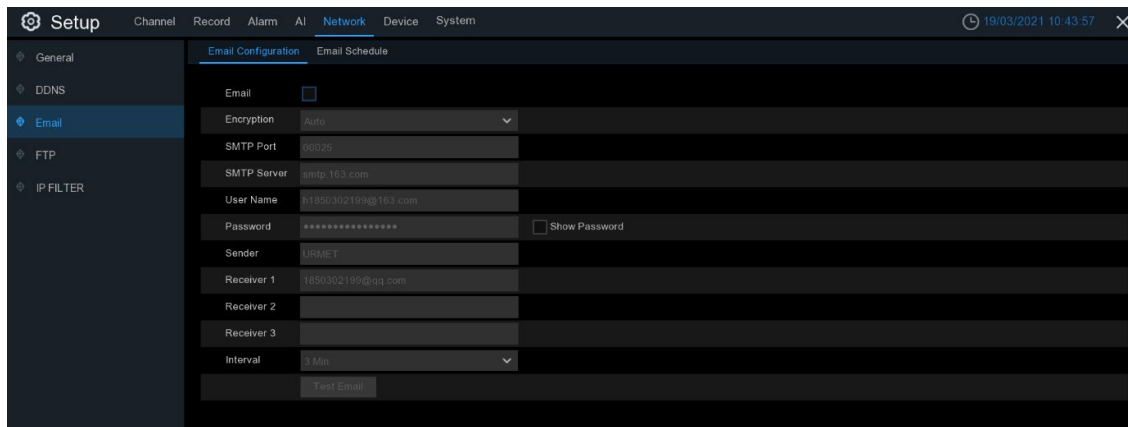 Setup Channel Record Alarm AI Network Device System 19/03/2021 10:43:57
General
DDNS
Email
FTP
IP FILTER
Email Configuration Email Schedule
Email
Encryption Auto
SMTP Port 00025
SMTP Server smtp.163.com
User Name h1850302199@163.com
Password **************** Show Password
Sender URMET
Receiver 1 1850302199@qq.com
Receiver 2
Receiver 3
Interval 3 Min
Test Email